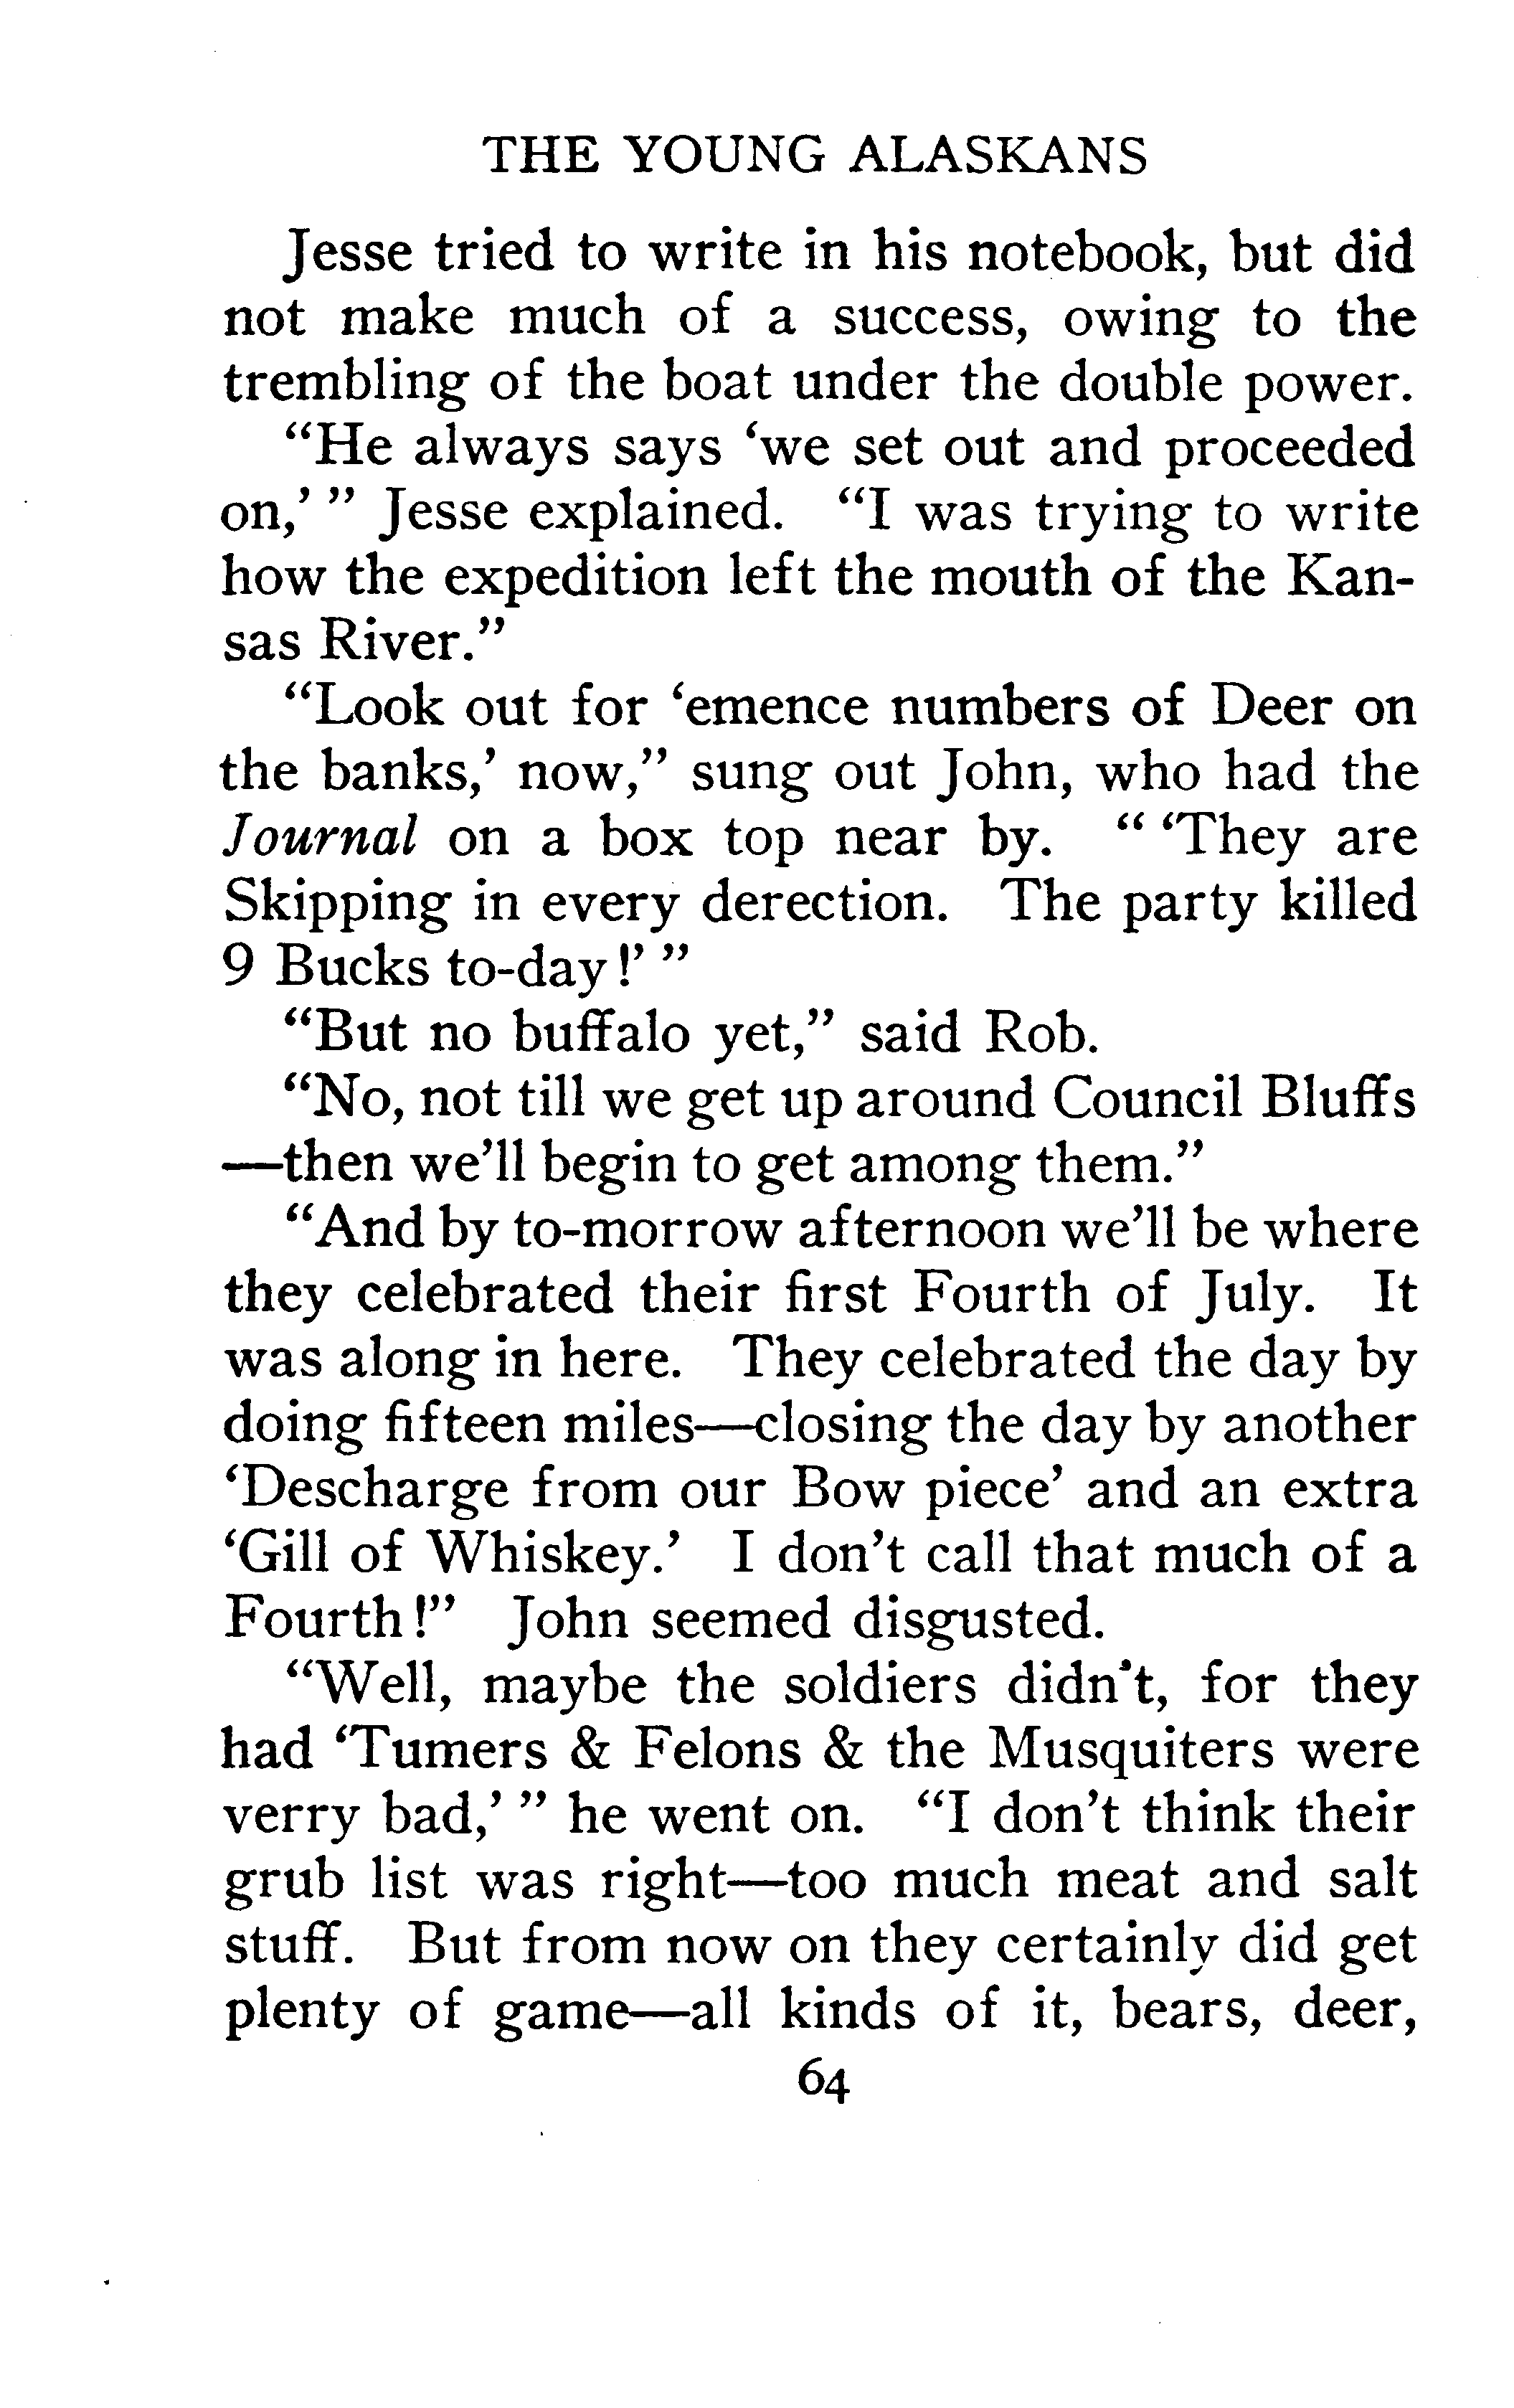 THE YOUNG ALASKANS
Jesse tried to write in his notebook, but did
not make much of a success, owing to the
trembling of the boat under the double power.
“He always says ‘we set out and proceeded
on,’ ” Jesse explained. “I was trying to write
how the expedition left the mouth of the Kan-
sas River.”
“Look out for ‘emence numbers of Deer on
the banks,’ now,” sung out John, who had the
Journal on a box top near by. “ ‘They are
Skipping in every derection. The party killed
9 Bucks to-day!’ ”
“But no buffalo yet,” said Rob.
“No, not till we get up around Council Bluffs
—then we’ll begin to get among them.”
“And by to-morrow afternoon we’ll be where
they celebrated their first Fourth of July. It
was along in here. They celebrated the day by
doing fifteen miles—closing the day by another
‘Descharge from our Bow piece’ and an extra
‘Gill of Whiskey.’ I don’t call that much of a
Fourth!” John seemed disgusted.
“Well, maybe the soldiers didn’t, for they
had ‘Tumers & Felons & the Musquiters were
verry bad,’ ” he went on. “I don’t think their
grub list was right—too much meat and salt
stuff. But from now on they certainly did get
plenty of game—all kinds of it, bears, deer,
64